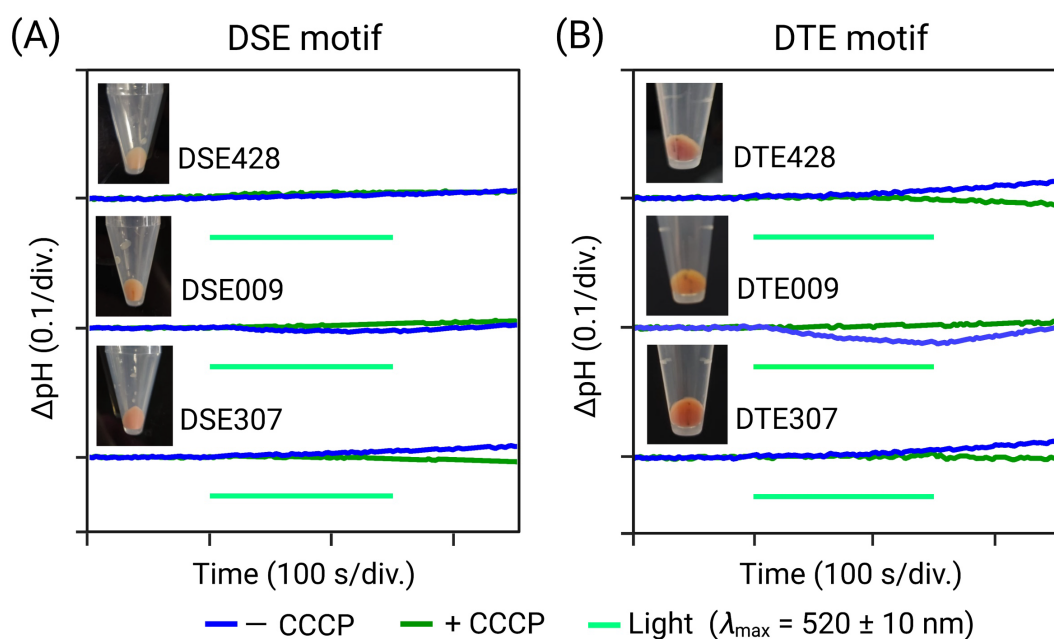 (A) DSE motif
DSE428
DSE009
DSE307
ΔpH (0.1/div.)
Time (100 s/div.)
(B) DTE motif
DTE428
DTE009
DTE307
ΔpH (0.1/div.)
Time (100 s/div.)
− CCCP + CCCP Light (λmax = 520 ± 10 nm)